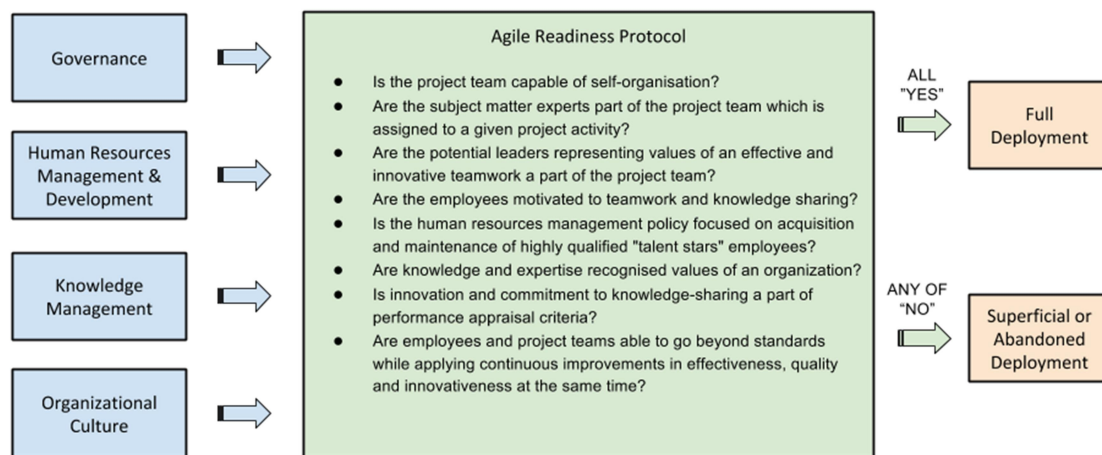 Governance
Human Resources
Management &
Development
Knowledge
Management
Organizational
Culture
Agile Readiness Protocol
● Is the project team capable of self-organisation?
● Are the subject matter experts part of the project team which is
assigned to a given project activity?
● Are the potential leaders representing values of an effective and
innovative teamwork a part of the project team?
● Are the employees motivated to teamwork and knowledge sharing?
● Is the human resources management policy focused on acquisition
and maintenance of highly qualified "talent stars" employees?
● Are knowledge and expertise recognised values of an organization?
● Is innovation and commitment to knowledge-sharing a part of
performance appraisal criteria?
● Are employees and project teams able to go beyond standards
while applying continuous improvements in effectiveness, quality
and innovativeness at the same time?
ALL
"YES"
Full
Deployment
ANY OF
“NO”
Superficial or
Abandoned
Deployment